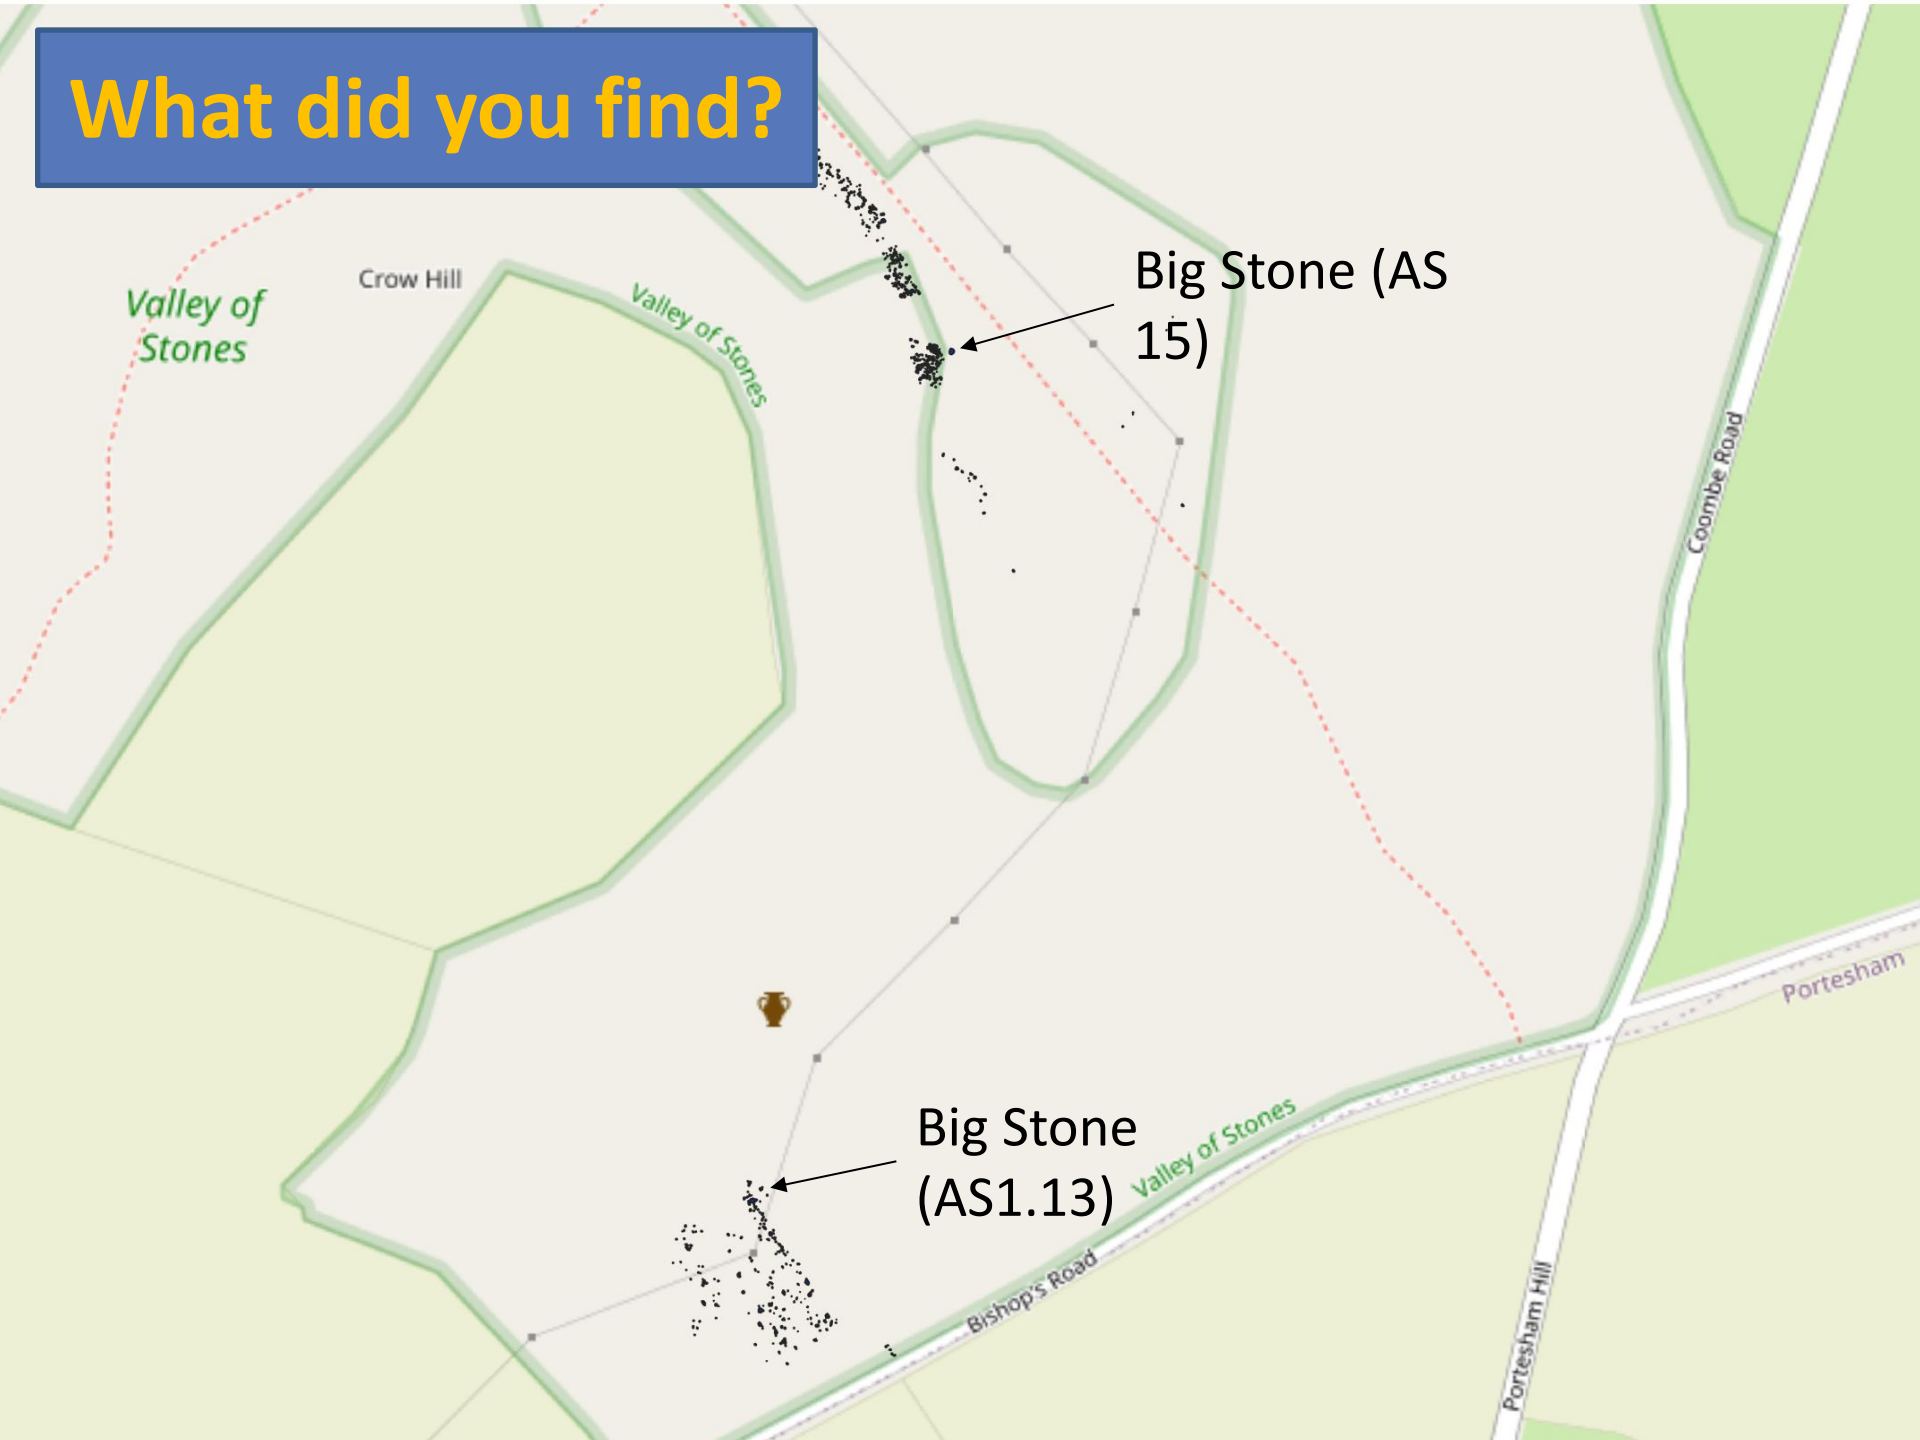 What did you find?
Crow Hill
Valley of
Stones
Valley of Stones
Big Stone (AS
15)
Coombe Road
Portesham
Big Stone
(AS1.13)
Valley of Stones
Bishop's Road
Portesham Hill